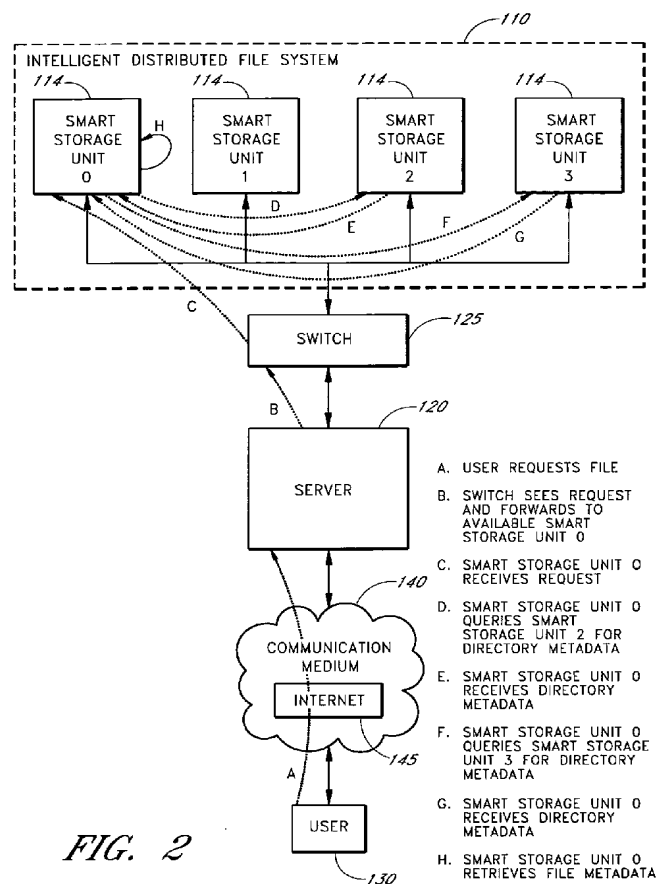 110
INTELLIGENT DISTRIBUTED FILE SYSTEM
114
114
114
114
SMART
STORAGE
UNIT
0
H
SMART
STORAGE
UNIT
1
SMART
STORAGE
UNIT
2
SMART
STORAGE
UNIT
3
D
E
F
G
C
SWITCH
125
B
120
SERVER
140
COMMUNICATION
MEDIUM
INTERNET
145
A
USER
130
A. USER REQUESTS FILE
B. SWITCH SEES REQUEST
AND FORWARDS TO
AVAILABLE SMART
STORAGE UNIT 0
C. SMART STORAGE UNIT 0
RECEIVES REQUEST
D. SMART STORAGE UNIT 0
QUERIES SMART
STORAGE UNIT 2 FOR
DIRECTORY METADATA
E. SMART STORAGE UNIT 0
RECEIVES DIRECTORY
METADATA
F. SMART STORAGE UNIT 0
QUERIES SMART STORAGE
UNIT 3 FOR DIRECTORY
METADATA
G. SMART STORAGE UNIT 0
RECEIVES DIRECTORY
METADATA
H. SMART STORAGE UNIT 0
RETRIEVES FILE METADATA
FIG. 2